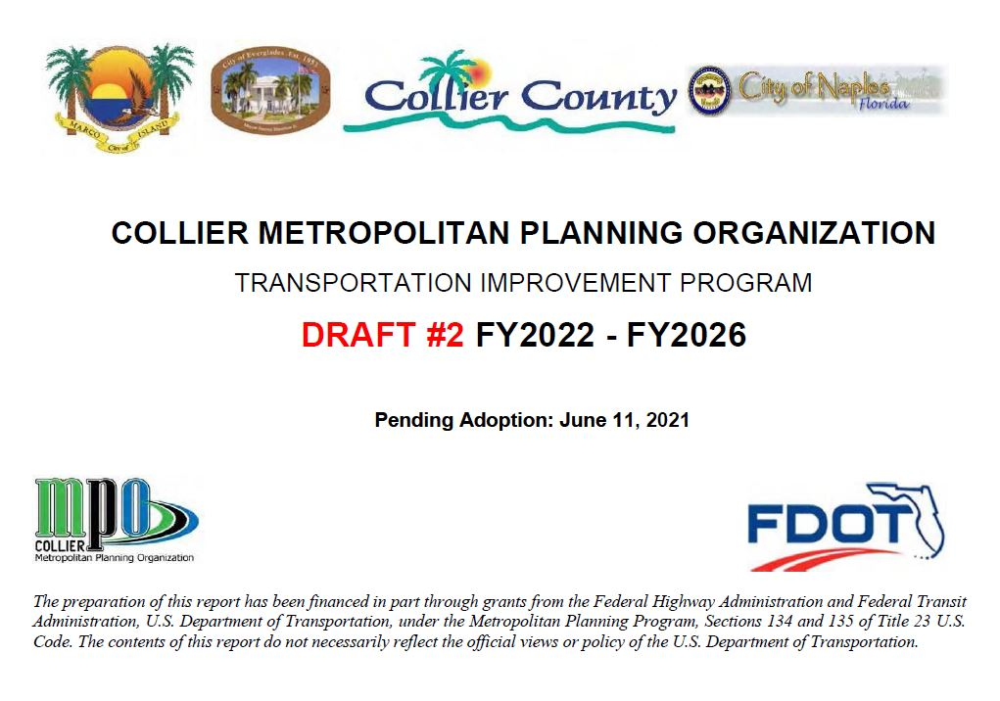 MARCO ISLAND
City of
City of Everglades Est. 1953
Collier County
City of Naples
Florida
COLLIER METROPOLITAN PLANNING ORGANIZATION
TRANSPORTATION IMPROVEMENT PROGRAM
DRAFT #2 FY2022 - FY2026
Pending Adoption: June 11, 2021
mpo
COLLIER
Metropolitan Planning Organization
FDOT
The preparation of this report has been financed in part through grants from the Federal Highway Administration and Federal Transit
Administration, U.S. Department of Transportation, under the Metropolitan Planning Program, Sections 134 and 135 of Title 23 U.S.
Code. The contents of this report do not necessarily reflect the official views or policy of the U.S. Department of Transportation.